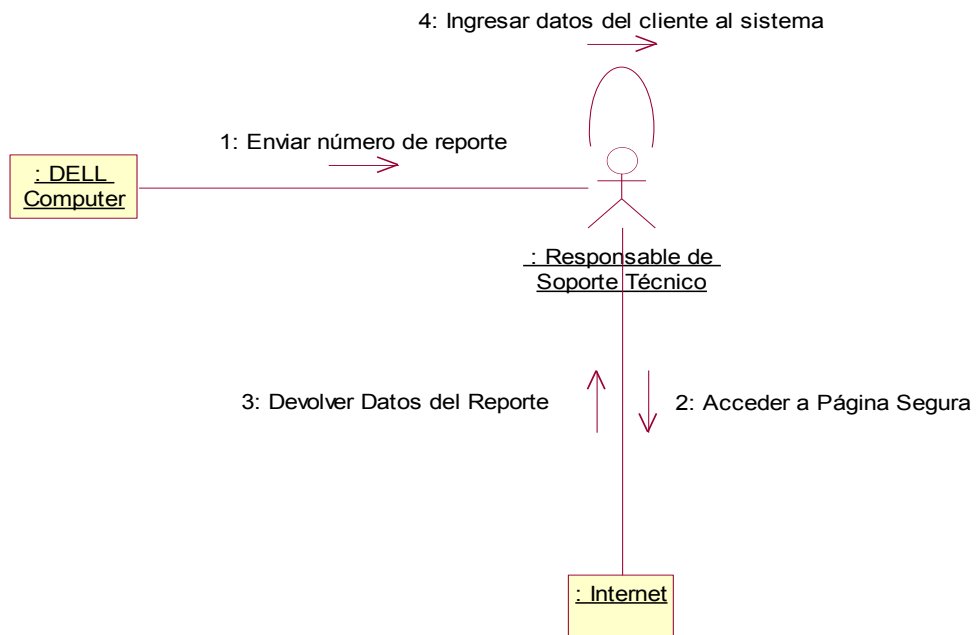 4: Ingresar datos del cliente al sistema
1: Enviar número de reporte
: DELL
Computer
: Responsable de
Soporte Técnico
3: Devolver Datos del Reporte
2: Acceder a Página Segura
: Internet